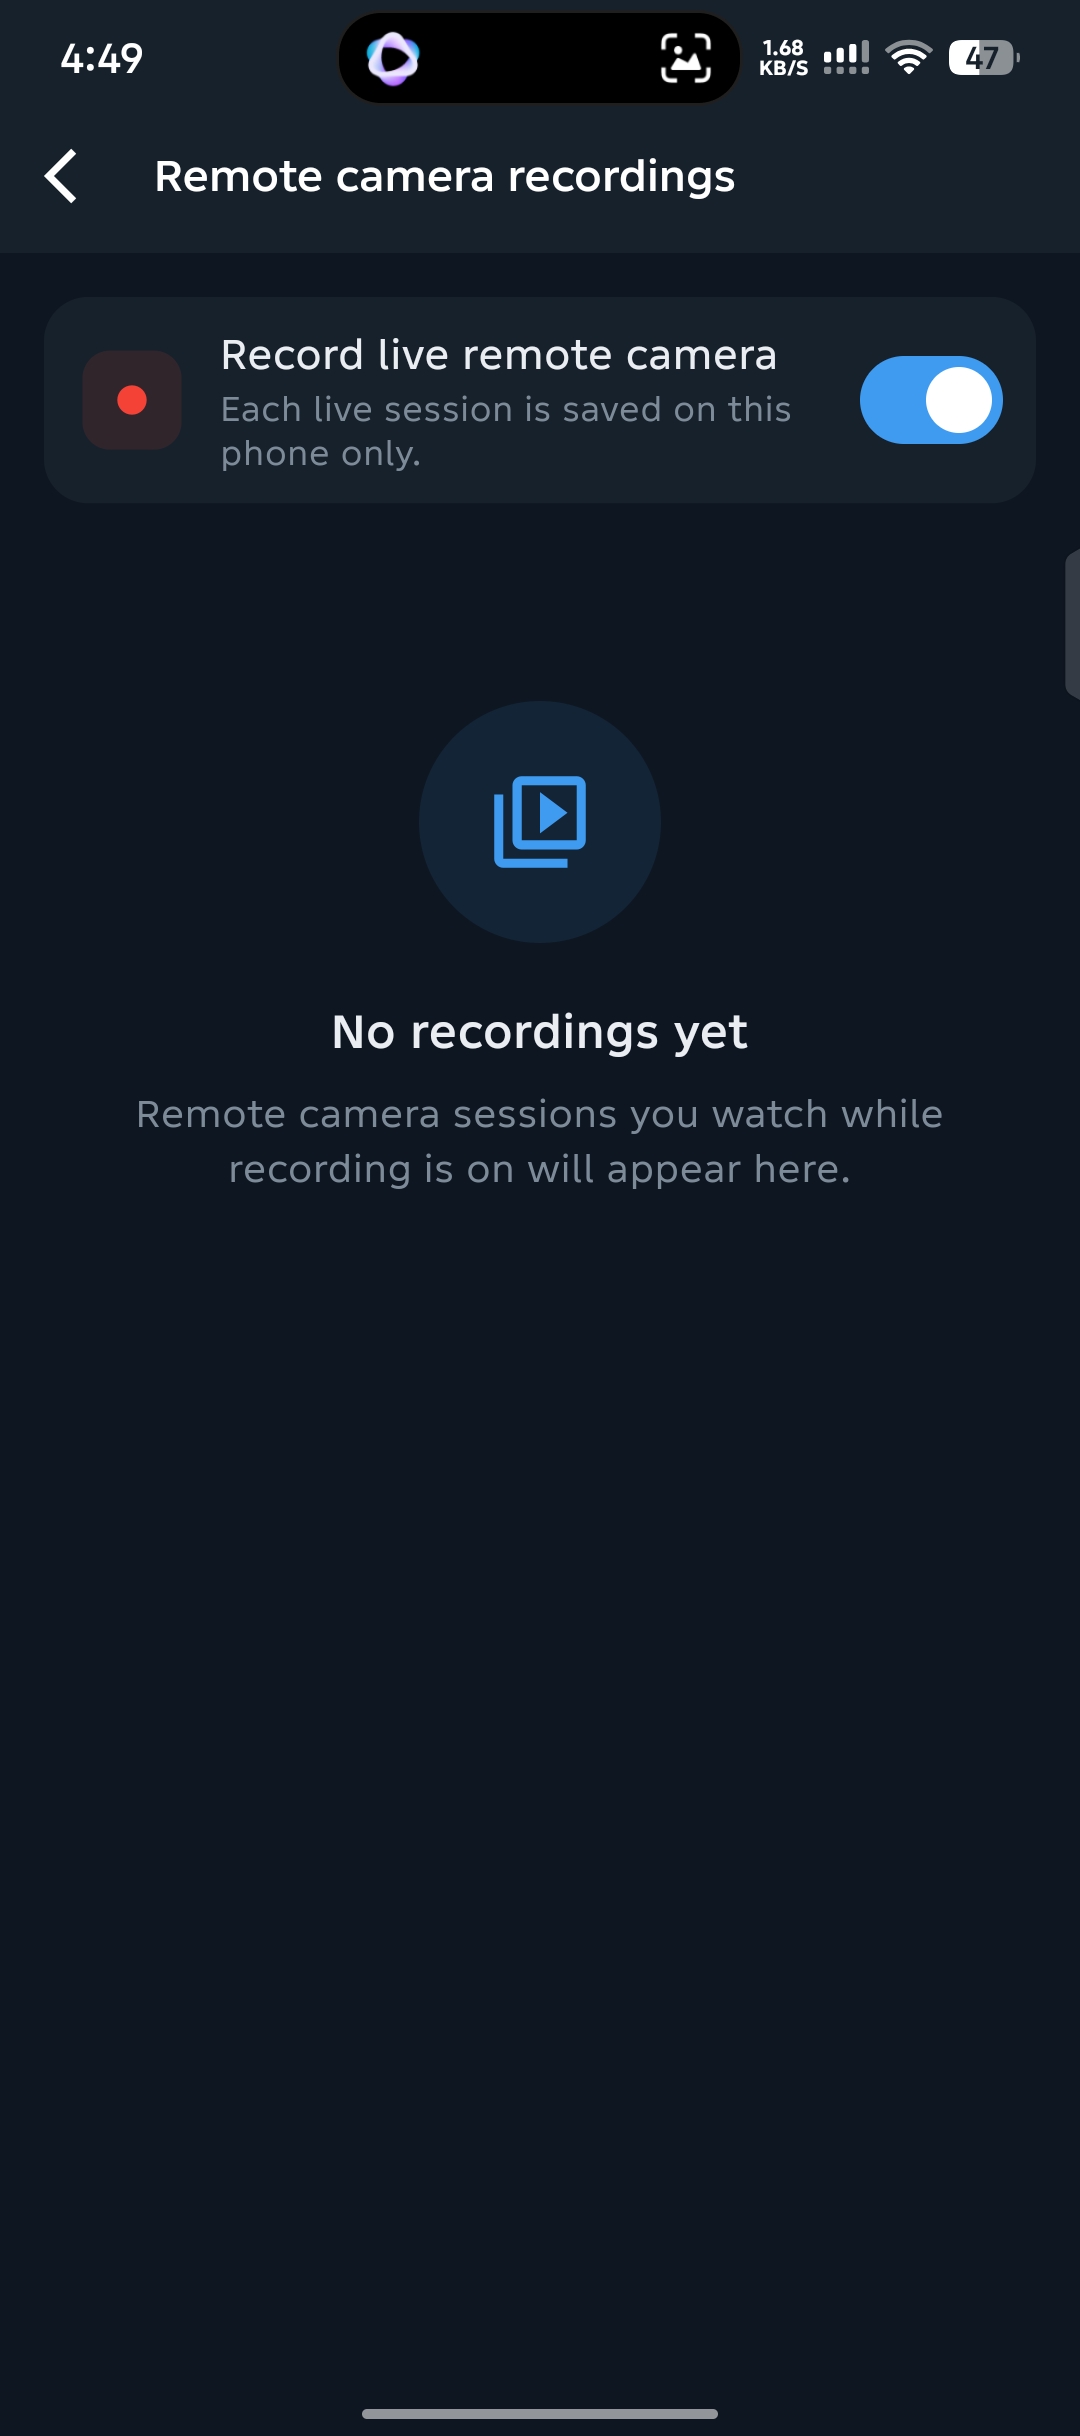 4:49
1.68
KB/S
47
Remote camera recordings
Record live remote camera
Each live session is saved on this
phone only.
No recordings yet
Remote camera sessions you watch while
recording is on will appear here.